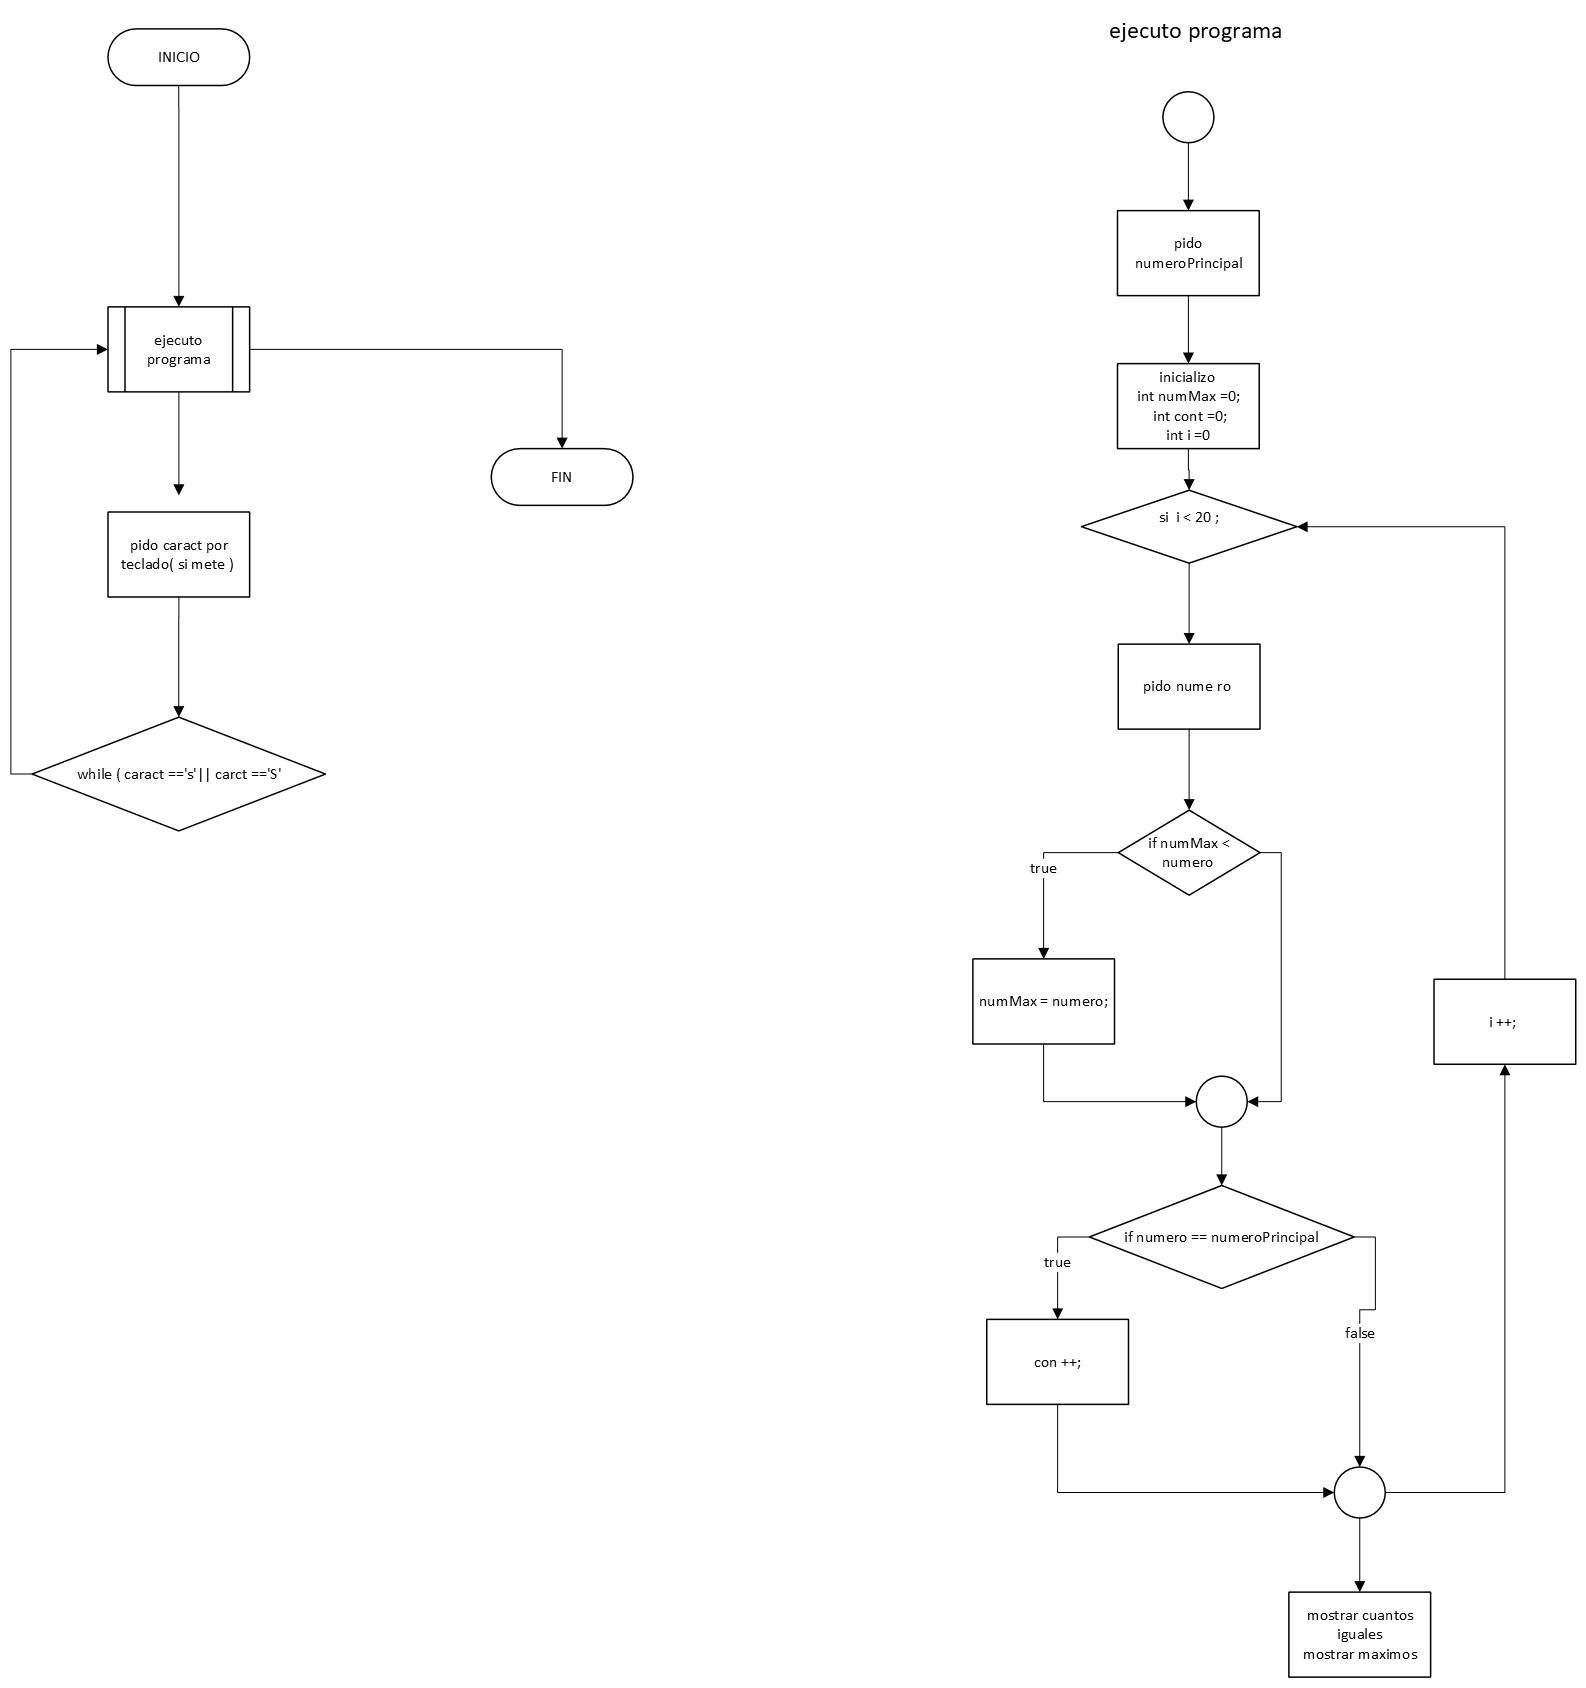 INICIO
ejecuto
programa
FIN
pido caract por
teclado( si mete )
while ( caract =='s'|| carct =='S'
ejecuto programa
pido
numeroPrincipal
inicializo
int numMax =0;
int cont =0;
int i =0
si  i < 20 ;
pido nume ro
if numMax <
numero
true
numMax = numero;
i ++;
if numero == numeroPrincipal
true
false
con ++;
mostrar cuantos
iguales
mostrar maximos